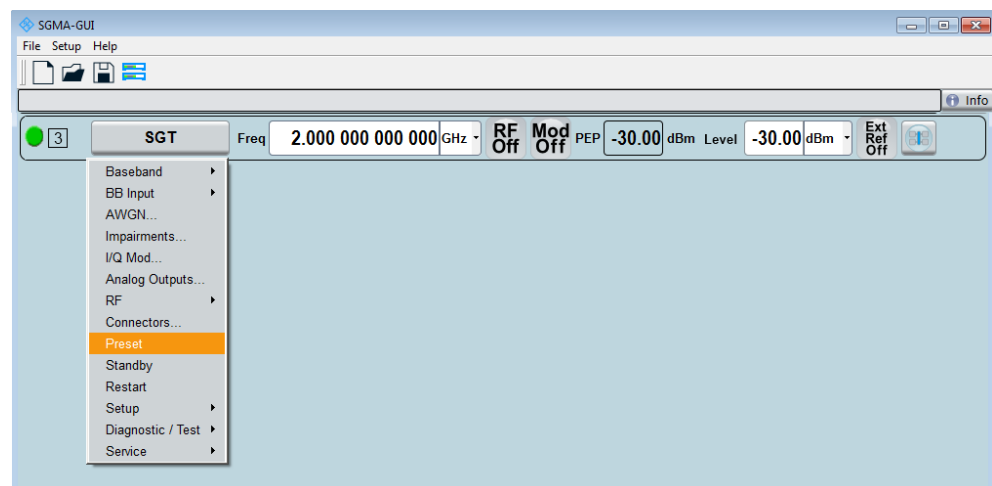 SGMA-GUI
File Setup Help
Info
3 SGT Freq 2.000 000 000 000 GHz RF Off Mod Off PEP -30.00 dBm Level -30.00 dBm Ext Ref Off
Baseband
BB Input
AWGN...
Impairments...
I/Q Mod...
Analog Outputs...
RF
Connectors...
Preset
Standby
Restart
Setup
Diagnostic / Test
Service